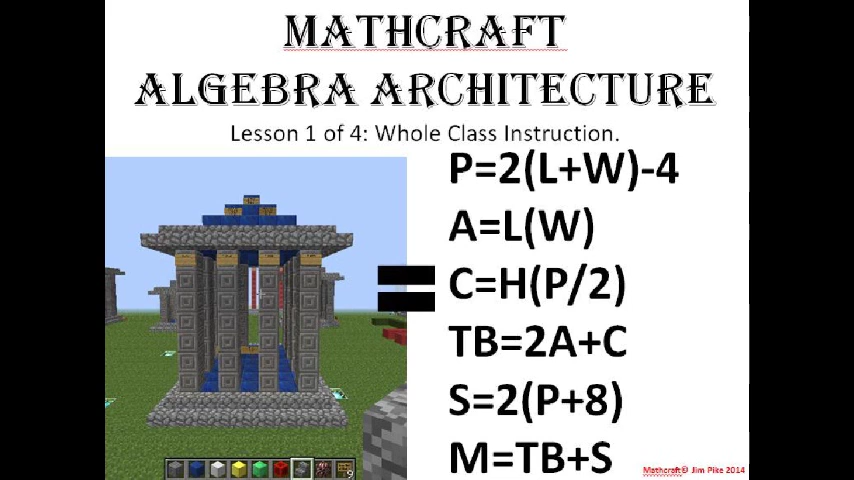 MATHCRAFT
ALGEBRA ARCHITECTURE
Lesson 1 of 4: Whole Class Instruction.
P=2(L+W)-4
A=L(W)
=
C=H(P/2)
TB=2A+C
S=2(P+8)
M=TB+S
9
Mathcraft© Jim Pike 2014